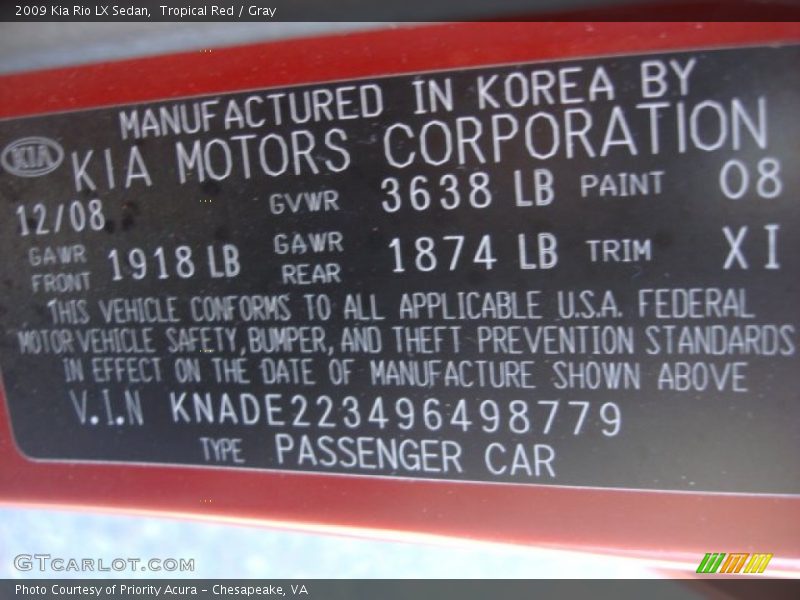 2009 Kia Rio LX Sedan, Tropical Red / Gray
MANUFACTURED IN KOREA BY
KIA KIA MOTORS CORPORATION
12/08 GVWR 3638 LB PAINT 08
GAWR FRONT 1918 LB GAWR REAR 1874 LB TRIM XI
THIS VEHICLE CONFORMS TO ALL APPLICABLE U.S.A. FEDERAL
MOTOR VEHICLE SAFETY, BUMPER, AND THEFT PREVENTION STANDARDS
IN EFFECT ON THE DATE OF MANUFACTURE SHOWN ABOVE
V.I.N KNADE223496498779
TYPE PASSENGER CAR
GTCARLOT.COM
Photo Courtesy of Priority Acura - Chesapeake, VA